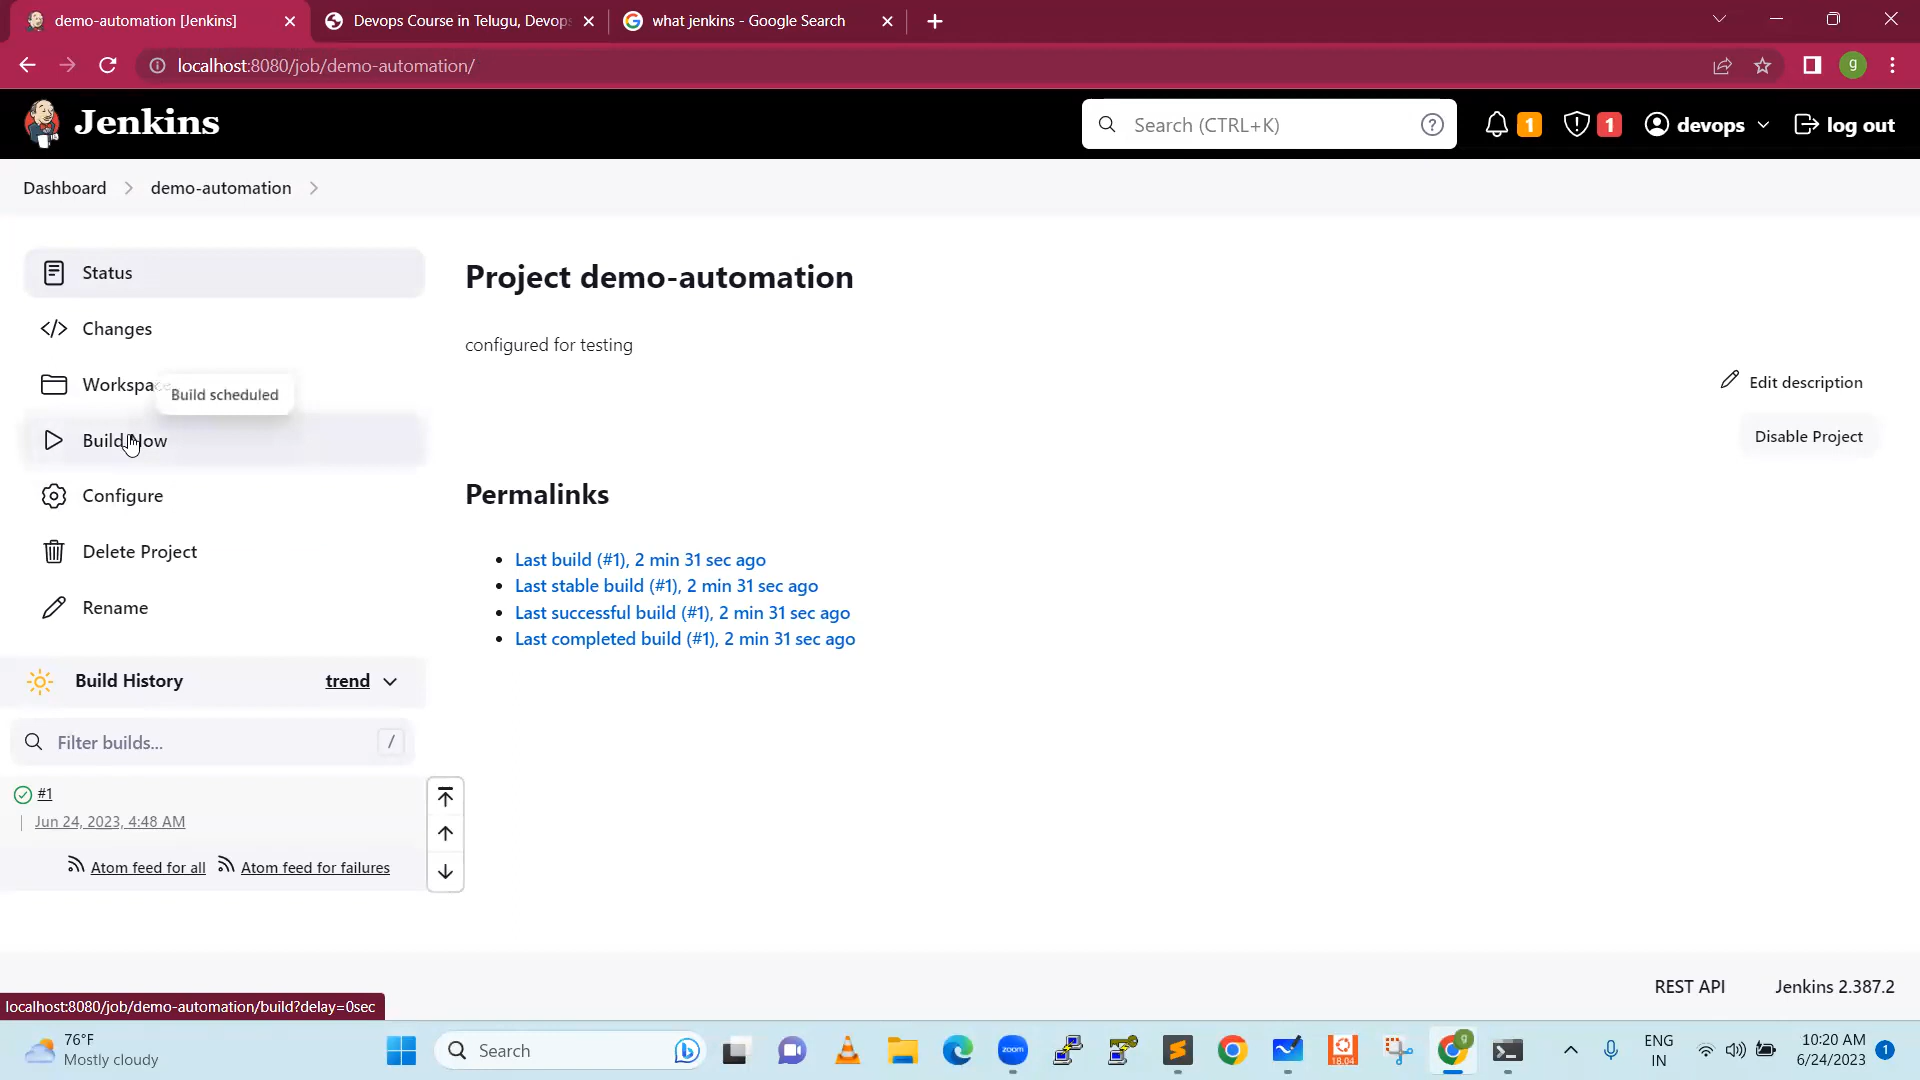 demo-automation [Jenkins]
Devops Course in Telugu, Devops
what jenkins - Google Search
localhost:8080/job/demo-automation/
g
Jenkins
Search (CTRL+K)
1
1
devops
log out
Dashboard
demo-automation
Status
Changes
Workspace
Build scheduled
Build Now
Configure
Delete Project
Rename
Project demo-automation
configured for testing
Edit description
Disable Project
Permalinks
Last build (#1), 2 min 31 sec ago
Last stable build (#1), 2 min 31 sec ago
Last successful build (#1), 2 min 31 sec ago
Last completed build (#1), 2 min 31 sec ago
Build History
trend
Filter builds...
/
#1
Jun 24, 2023, 4:48 AM
Atom feed for all
Atom feed for failures
REST API
Jenkins 2.387.2
localhost:8080/job/demo-automation/build?delay=0sec
76°F
Mostly cloudy
Search
zoom
18.04
g
ENG
IN
10:20 AM
6/24/2023
1